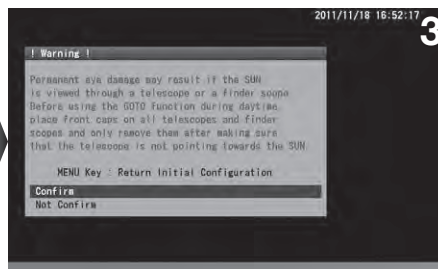 2011/11/18 16:52:17
3
! Warning !
Permanent eye damage may result if the SUN
is viewed through a telescope or a finder scope
Before using the GOTO function during daytime,
place front caps on all telescopes and finder
scopes and only remove them after making sure
that the telescope is not pointing towards the SUN.
MENU Key : Return Initial Configuration
Confirm
Not Confirm